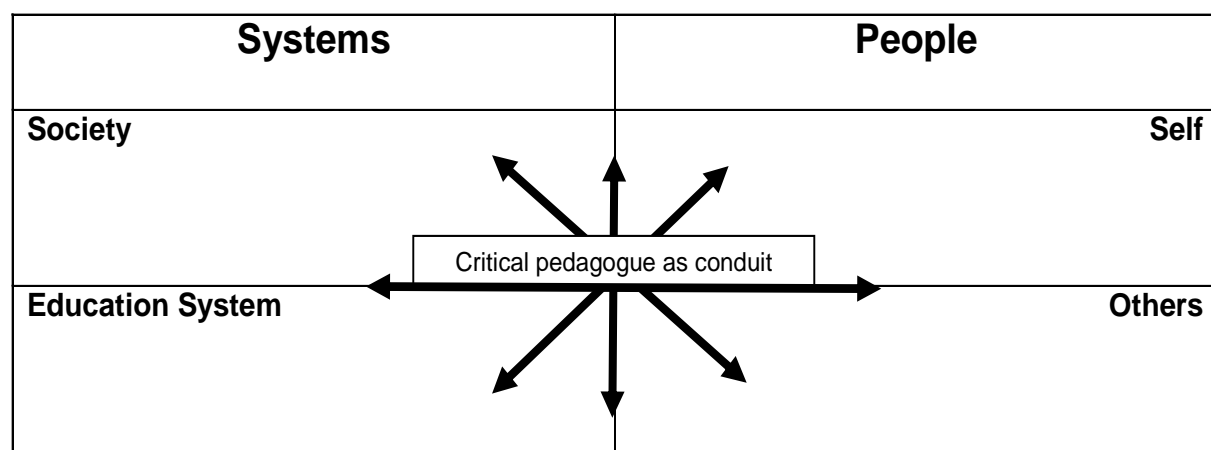 Systems
People
Society
Self
Critical pedagogue as conduit
Education System
Others